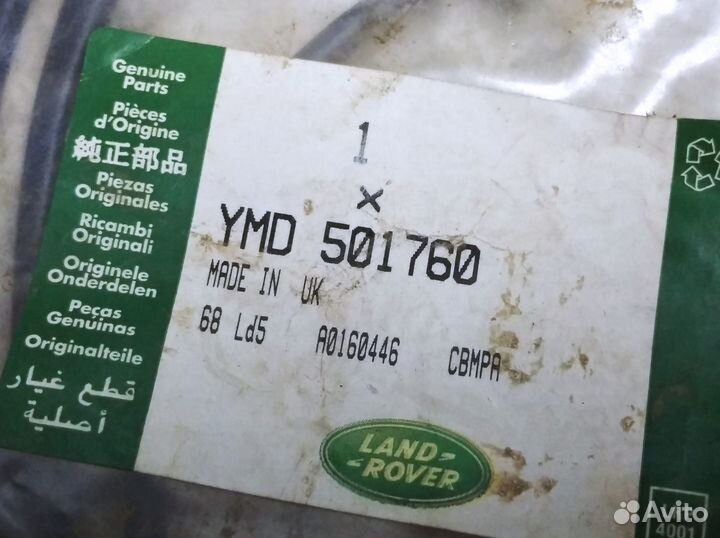 Genuine
Parts
Pièces
d'Origine
純正部品
Piezas
Originales
Ricambi
Originali
Originele
Onderdelen
Peças
Genuinas
Originalteile
قطع غيار
أصلية
1
x
YMD 501760
MADE IN UK
68 Ld5 A0160446 CBMPA
LAND-
-ROVER
4001
Avito